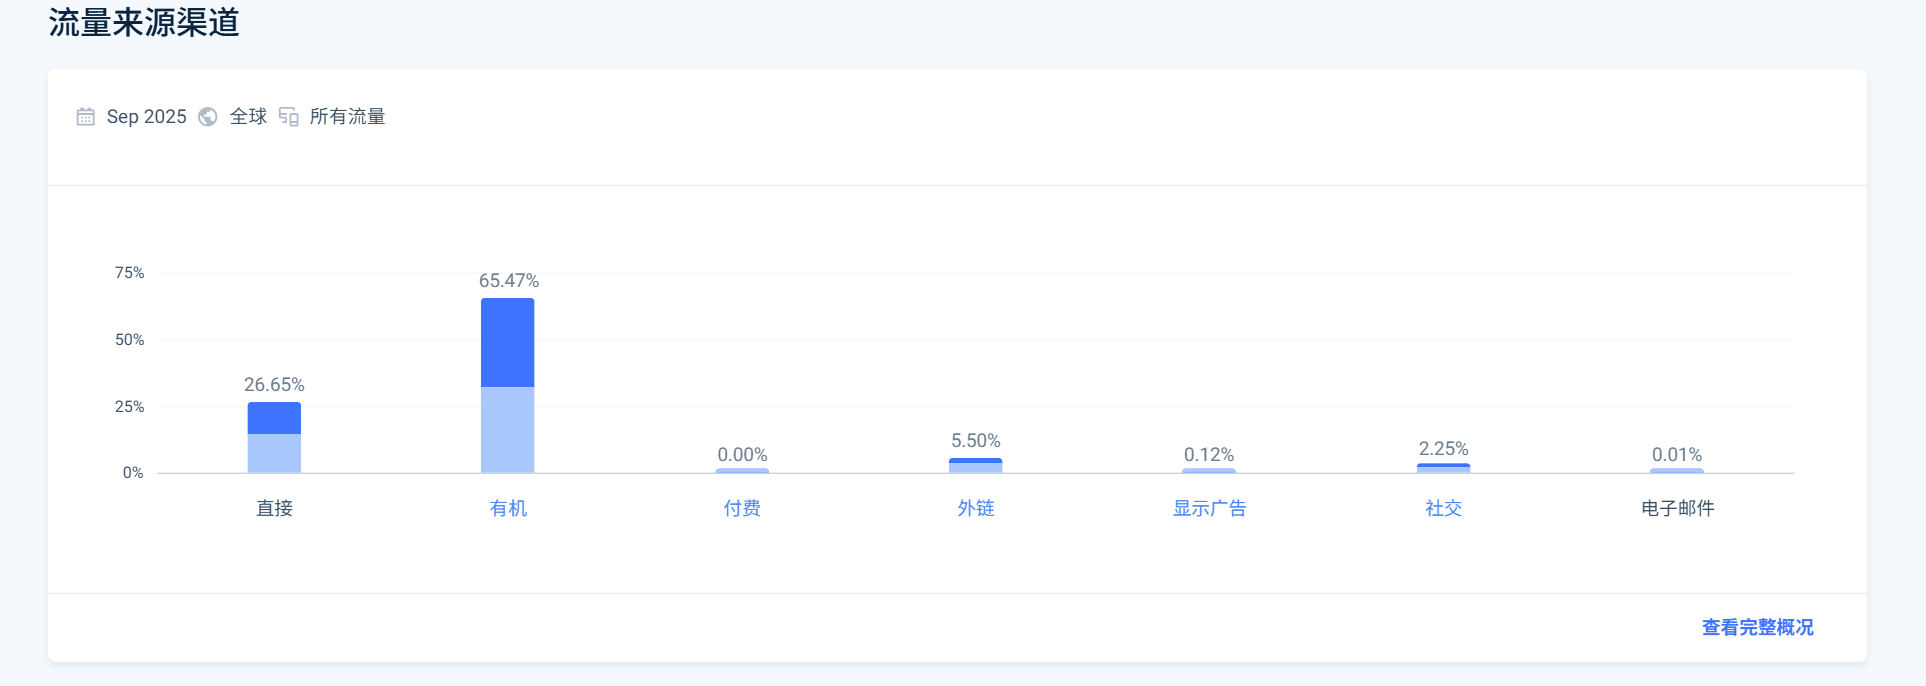 流量来源渠道
Sep 2025 全球 所有流量
75%
50%
25%
0%
26.65%
65.47%
0.00%
5.50%
0.12%
2.25%
0.01%
直接 有机 付费 外链 显示广告 社交 电子邮件
查看完整概况